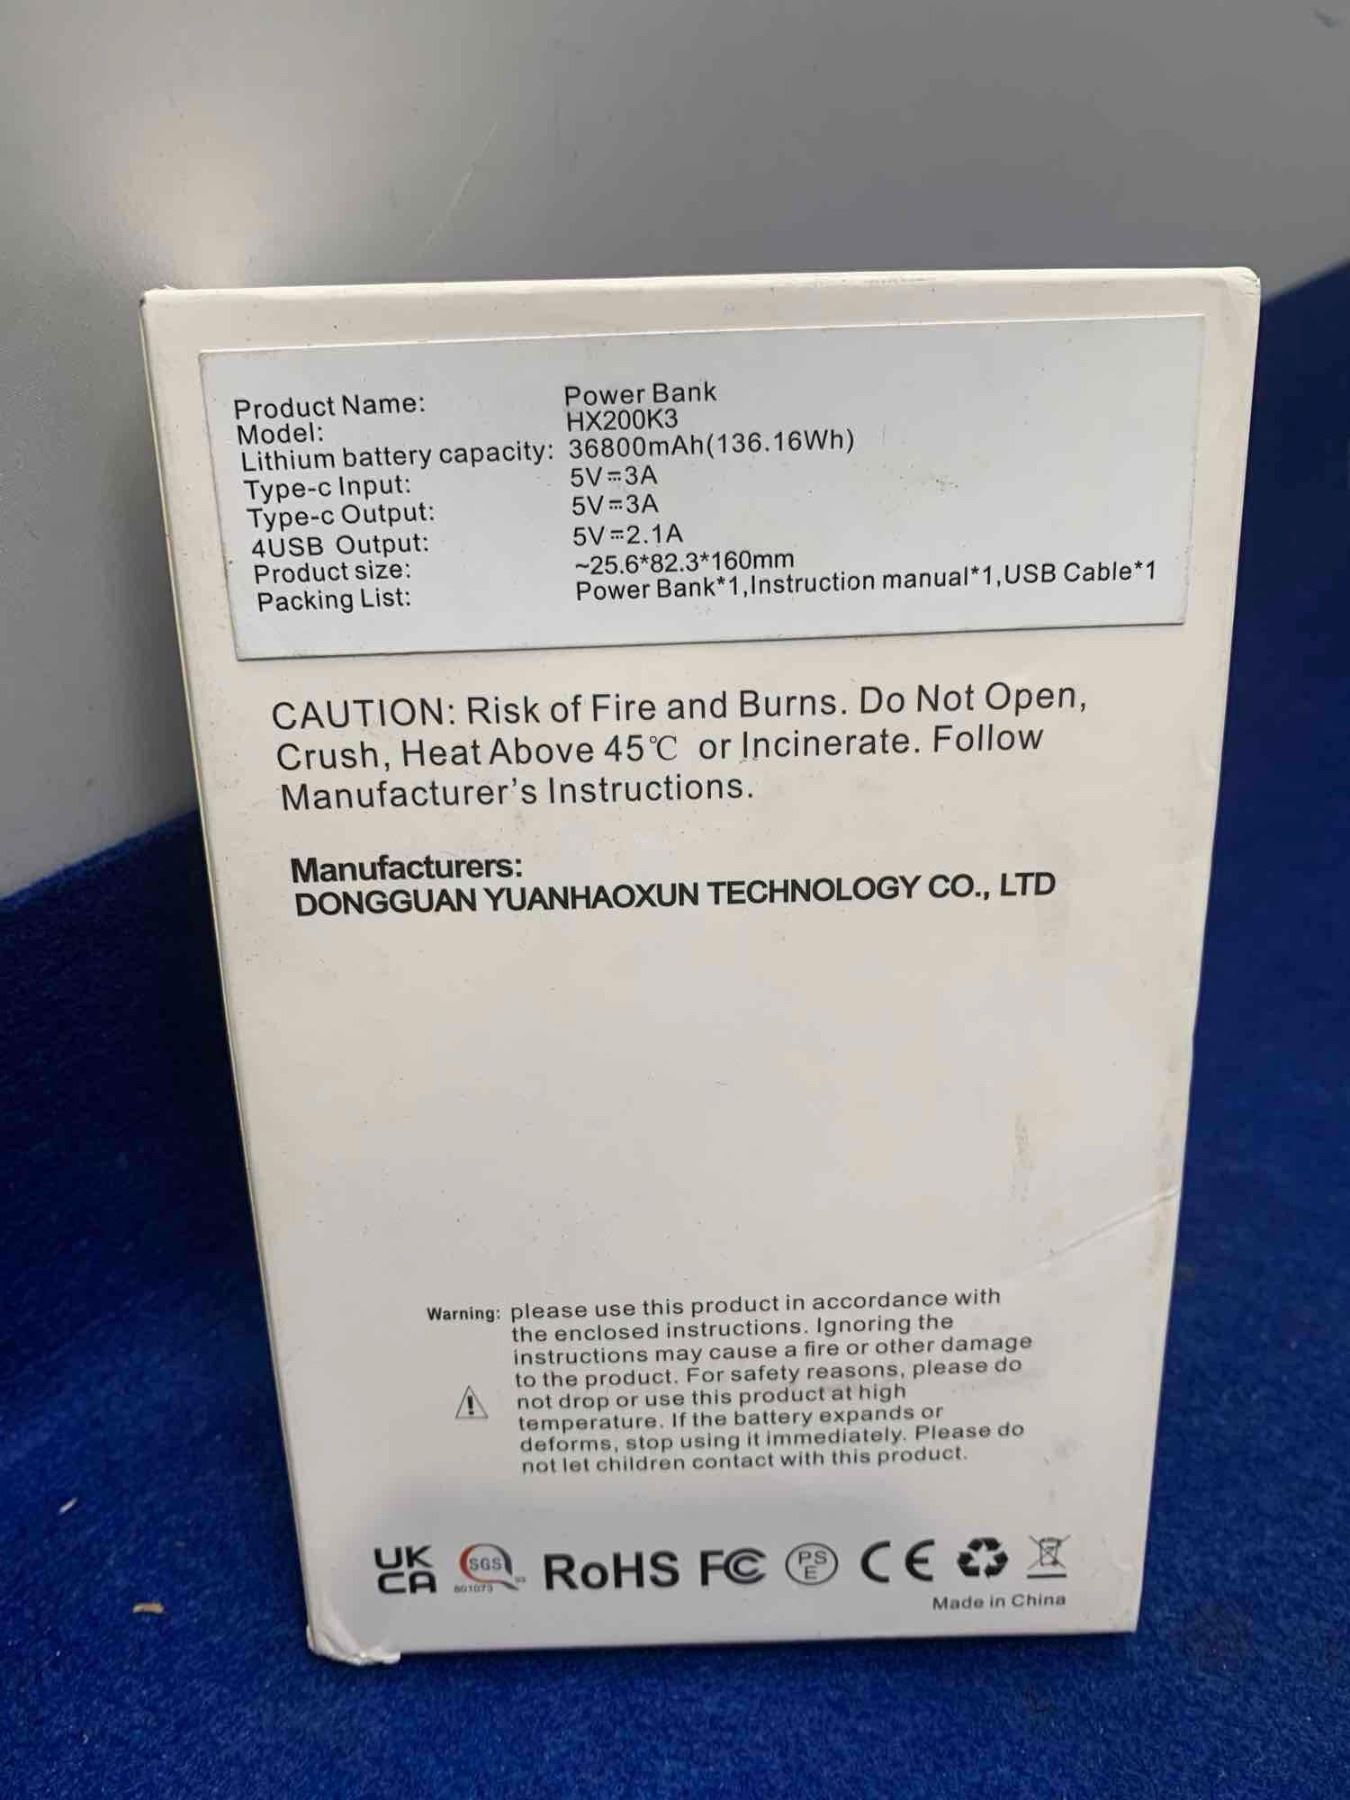 Product Name: Power Bank
Model: HX200K3
Lithium battery capacity: 36800mAh(136.16Wh)
Type-c Input: 5V=3A
Type-c Output: 5V=3A
4USB Output: 5V=2.1A
Product size: ~25.6*82.3*160mm
Packing List: Power Bank*1,Instruction manual*1,USB Cable*1
CAUTION: Risk of Fire and Burns. Do Not Open,
Crush, Heat Above 45℃ or Incinerate. Follow
Manufacturer's Instructions.
Manufacturers:
DONGGUAN YUANHAOXUN TECHNOLOGY CO., LTD
Warning: please use this product in accordance with
the enclosed instructions. Ignoring the
instructions may cause a fire or other damage
to the product. For safety reasons, please do
not drop or use this product at high
temperature. If the battery expands or
deforms, stop using it immediately. Please do
not let children contact with this product.
UK CA SGS RoHS FC PSE CE
Made in China